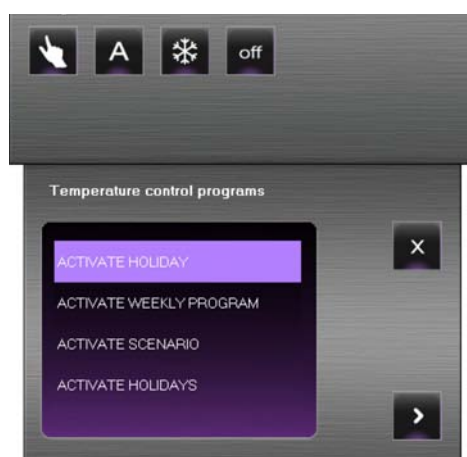 A
off
Temperature control programs
X
ACTIVATE HOLIDAY
ACTIVATE WEEKLY PROGRAM
ACTIVATE SCENARIO
ACTIVATE HOLIDAYS
>